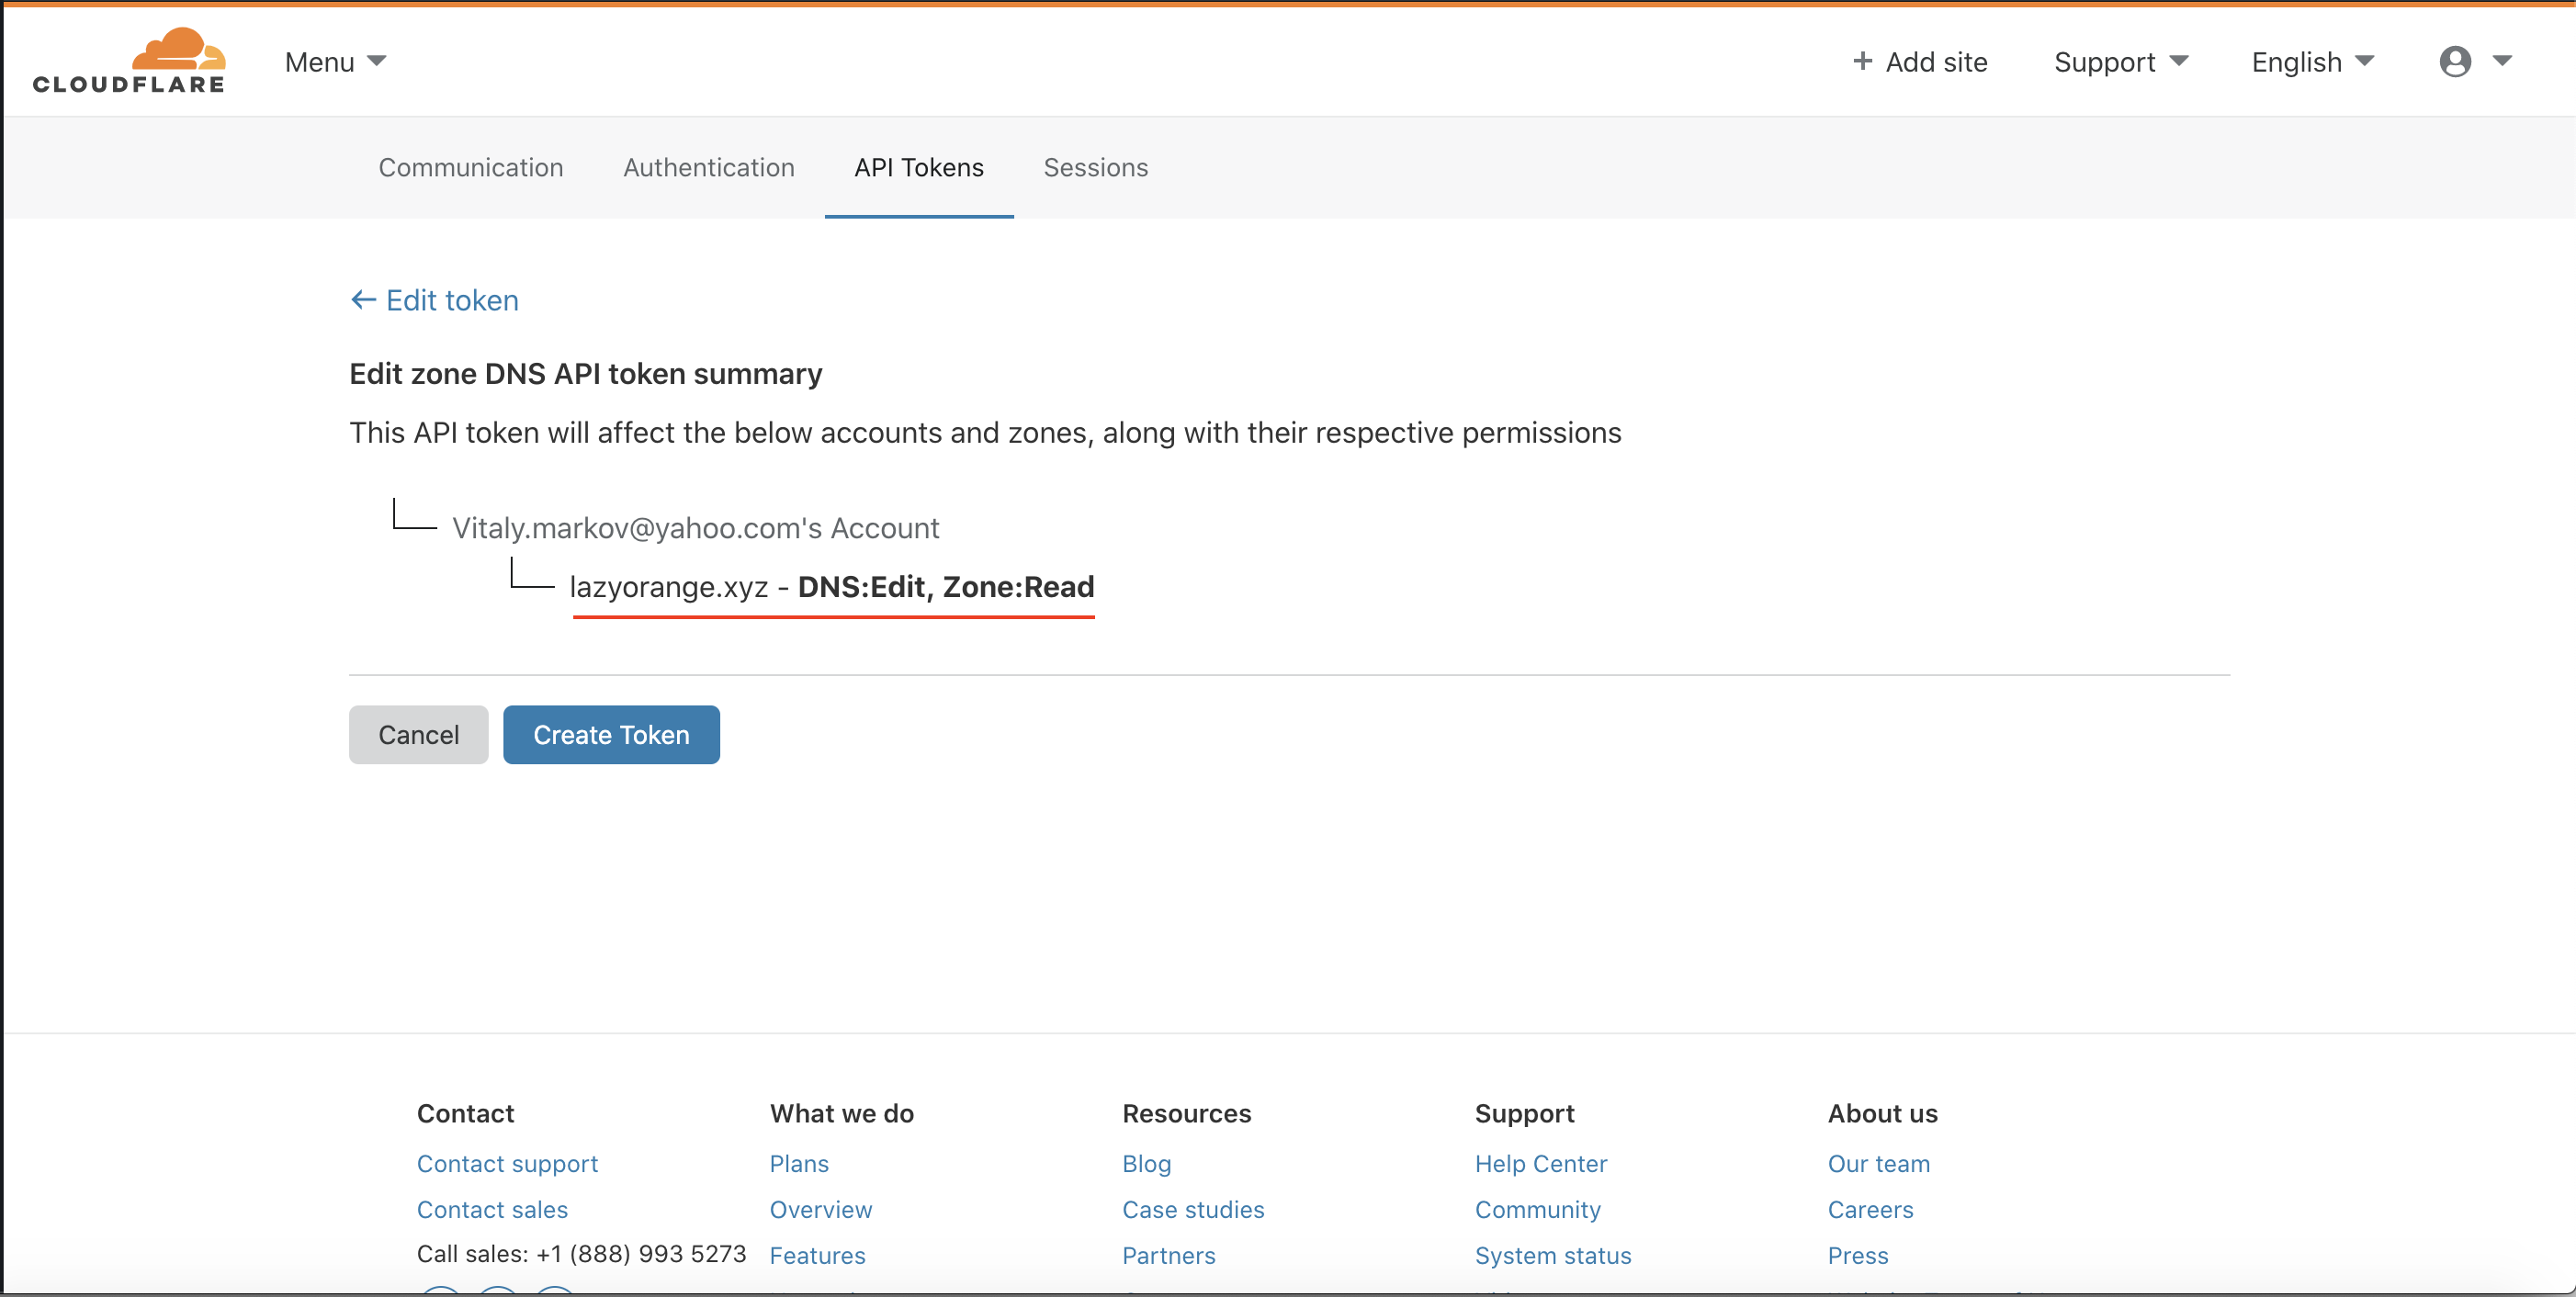 CLOUDFLARE
Menu
+ Add site
Support
English
Communication
Authentication
API Tokens
Sessions
← Edit token
Edit zone DNS API token summary
This API token will affect the below accounts and zones, along with their respective permissions
Vitaly.markov@yahoo.com's Account
lazyorange.xyz - DNS:Edit, Zone:Read
Cancel
Create Token
Contact
Contact support
Contact sales
Call sales: +1 (888) 993 5273
What we do
Plans
Overview
Features
Resources
Blog
Case studies
Partners
Support
Help Center
Community
System status
About us
Our team
Careers
Press